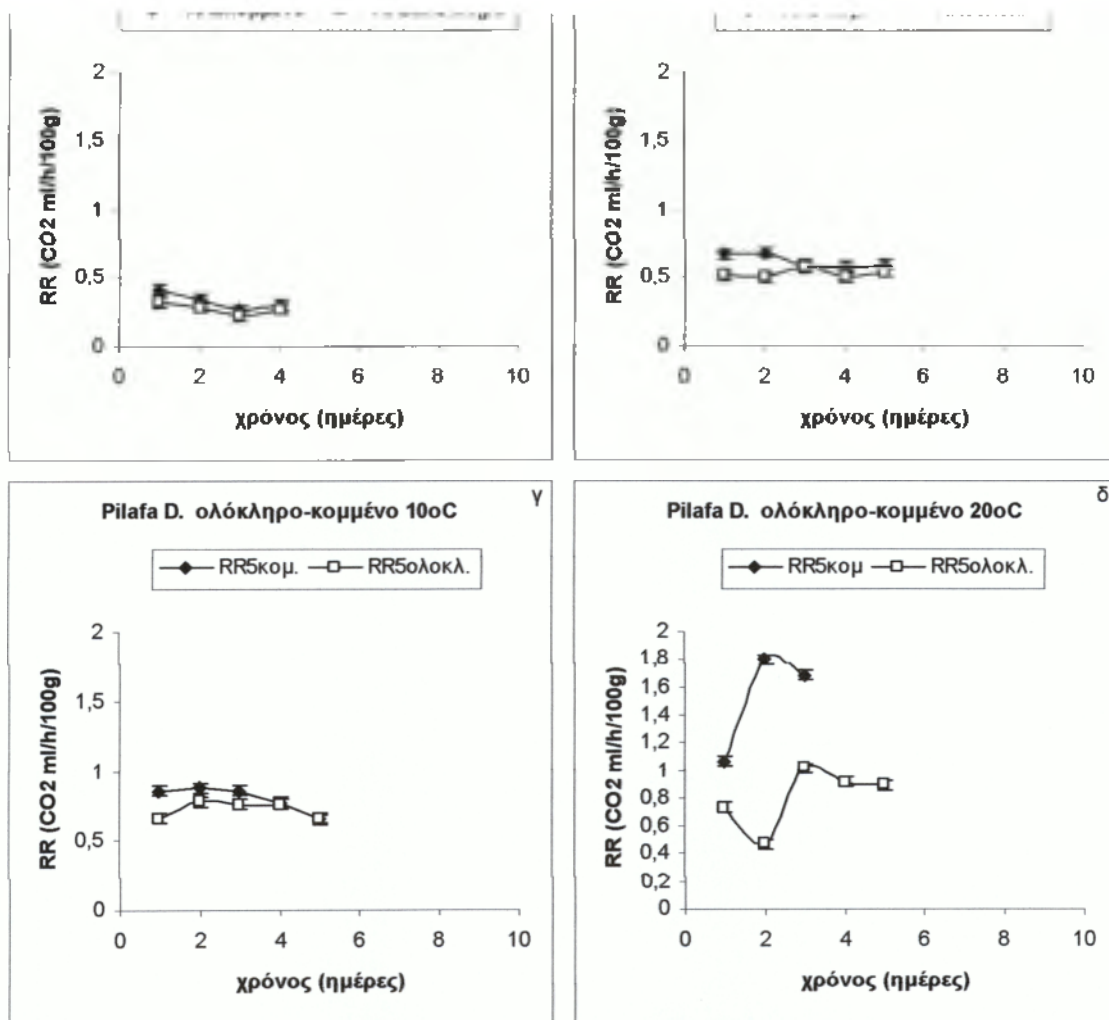 2
1,5
1
0,5
0
RR (CO2 ml/h/100g)
0 2 4 6 8 10
χρόνος (ημέρες)
2
1,5
1
0,5
0
RR (CO2 ml/h/100g)
0 2 4 6 8 10
χρόνος (ημέρες)
γ
Pilafa D. ολόκληρο-κομμένο 10oC
RR5κομ. RR5ολοκλ.
2
1,5
1
0,5
0
RR (CO2 ml/h/100g)
0 2 4 6 8 10
χρόνος (ημέρες)
δ
Pilafa D. ολόκληρο-κομμένο 20oC
RR5κομ RR5ολοκλ.
2
1,8
1,6
1,4
1,2
1
0,8
0,6
0,4
0,2
0
RR (CO2 ml/h/100g)
0 2 4 6 8 10
χρόνος (ημέρες)